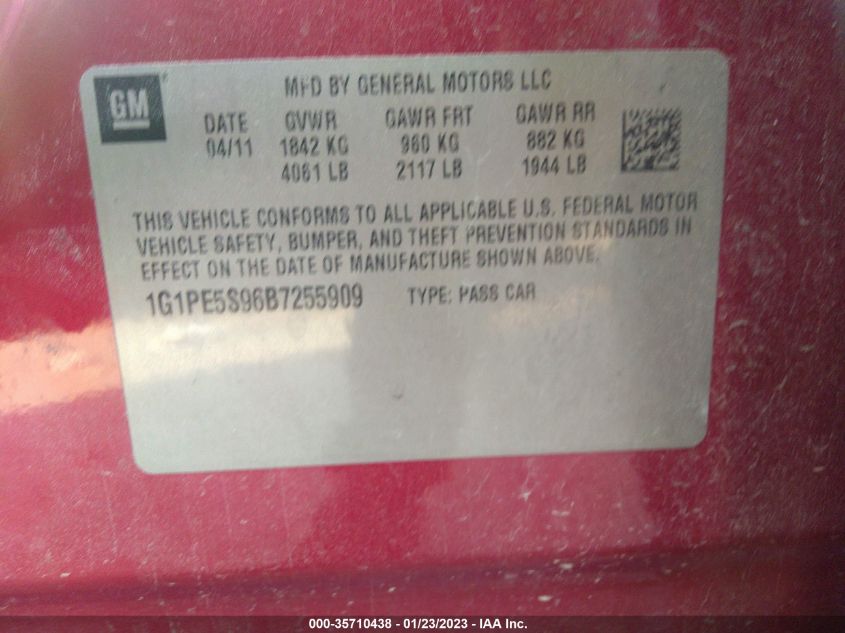 GM
MFD BY GENERAL MOTORS LLC
DATE GVWR GAWR FRT GAWR RR
04/11 1842 KG 960 KG 882 KG
4061 LB 2117 LB 1944 LB
THIS VEHICLE CONFORMS TO ALL APPLICABLE U.S. FEDERAL MOTOR
VEHICLE SAFETY, BUMPER, AND THEFT PREVENTION STANDARDS IN
EFFECT ON THE DATE OF MANUFACTURE SHOWN ABOVE.
1G1PE5S96B7255909 TYPE: PASS CAR
000-35710438 - 01/23/2023 - IAA Inc.